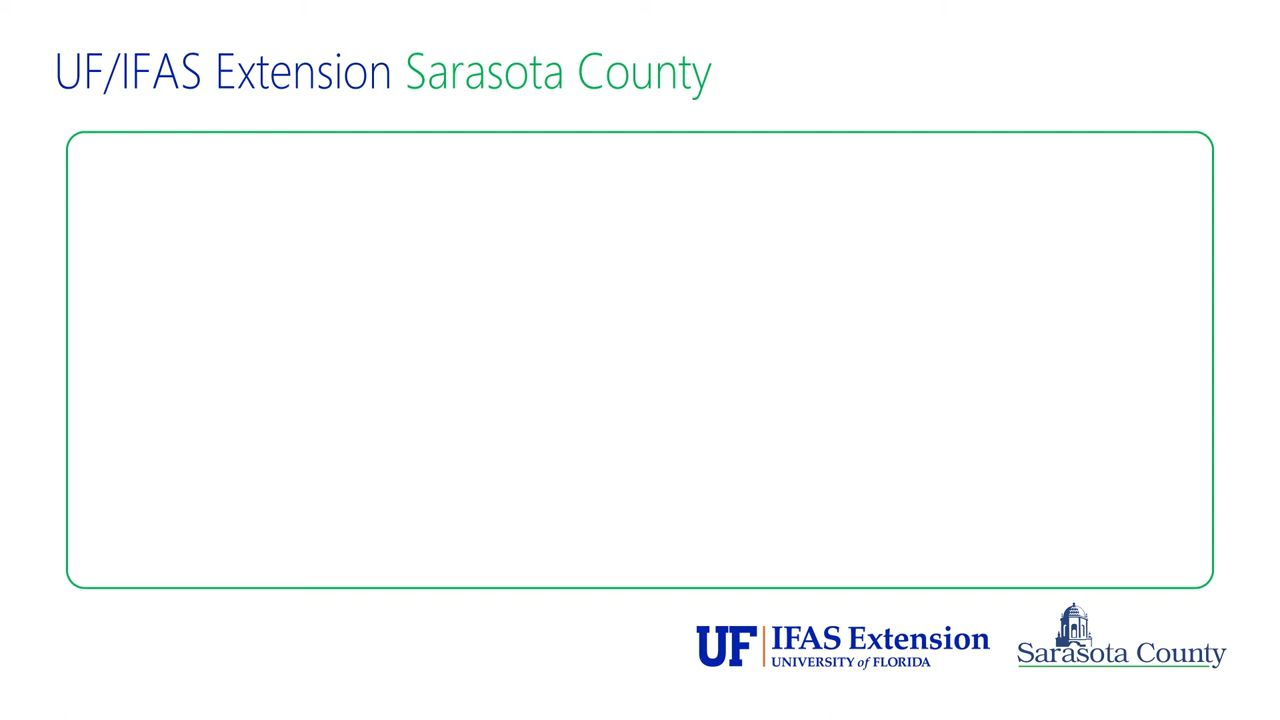 UF/IFAS Extension Sarasota County
UF IFAS Extension
UNIVERSITY of FLORIDA
Sarasota County